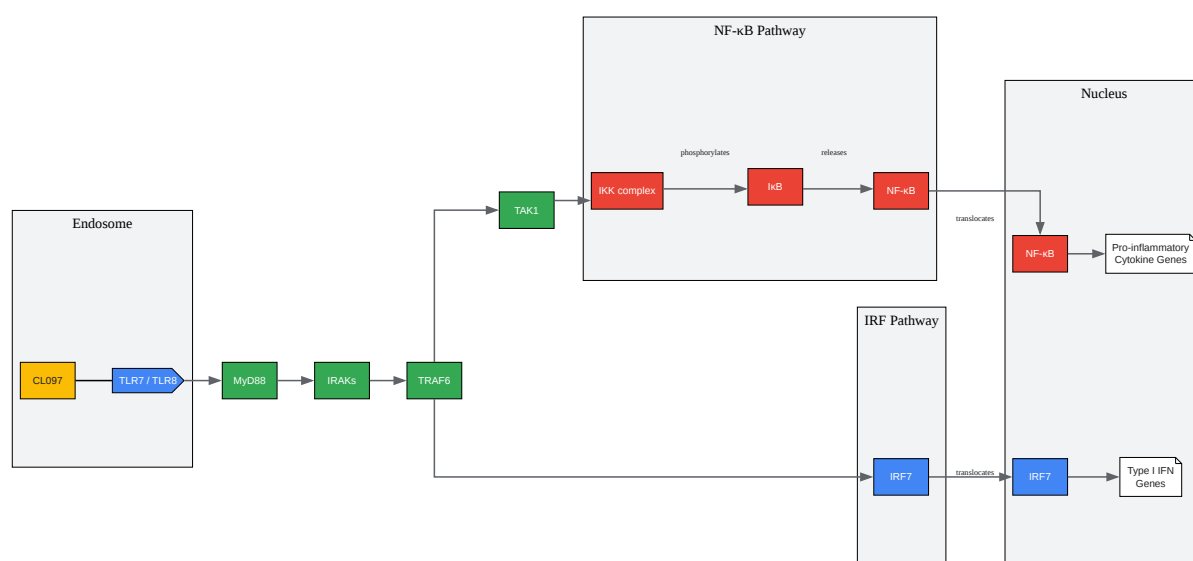 NF-κB Pathway
Nucleus
phosphorylates
releases
IKK complex
IκB
NF-κB
TAK1
translocates
Endosome
NF-κB
Pro-inflammatory
Cytokine Genes
IRF Pathway
CL097
TLR7 / TLR8
MyD88
IRAKs
TRAF6
IRF7
translocates
IRF7
Type I IFN
Genes